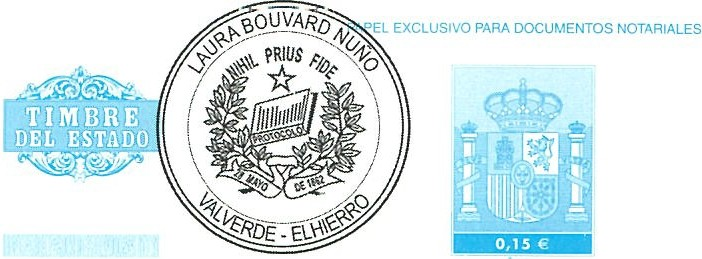 PAPEL EXCLUSIVO PARA DOCUMENTOS NOTARIALES
TIMBRE
DEL ESTADO
LAURA BOUVARD NUÑO
NIHIL PRIUS FIDE
PROTOCOLO
28 MAYO
DE 1862
VALVERDE - ELHIERRO
0,15 €